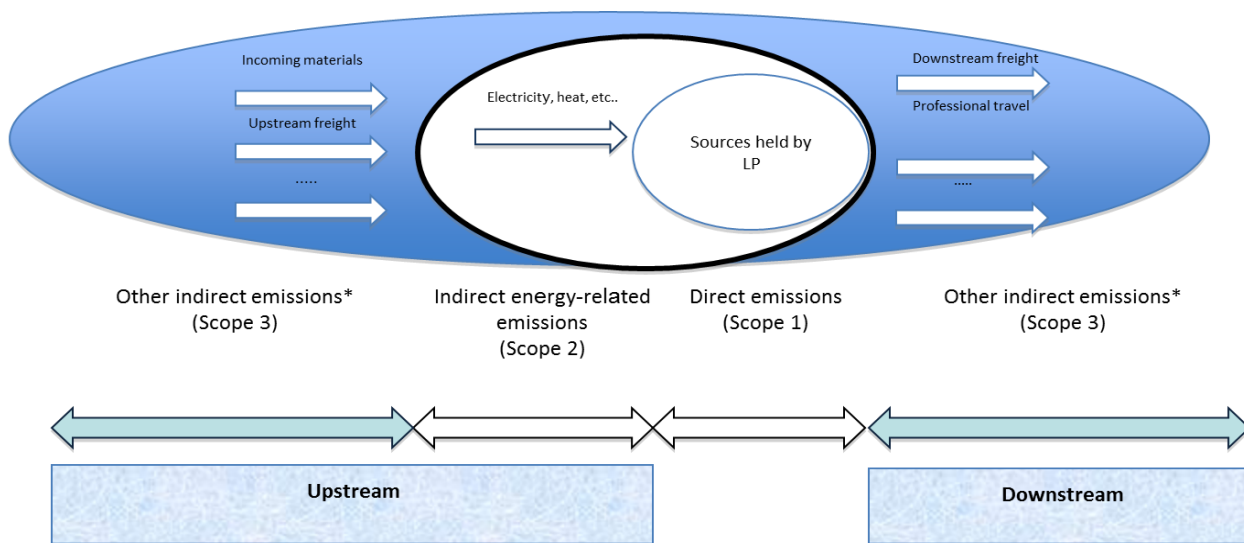 Incoming materials
Upstream freight
.....
Electricity, heat, etc..
Sources held by
LP
Downstream freight
Professional travel
.....
Other indirect emissions*
(Scope 3)
Indirect energy-related
emissions
(Scope 2)
Direct emissions
(Scope 1)
Other indirect emissions*
(Scope 3)
Upstream
Downstream